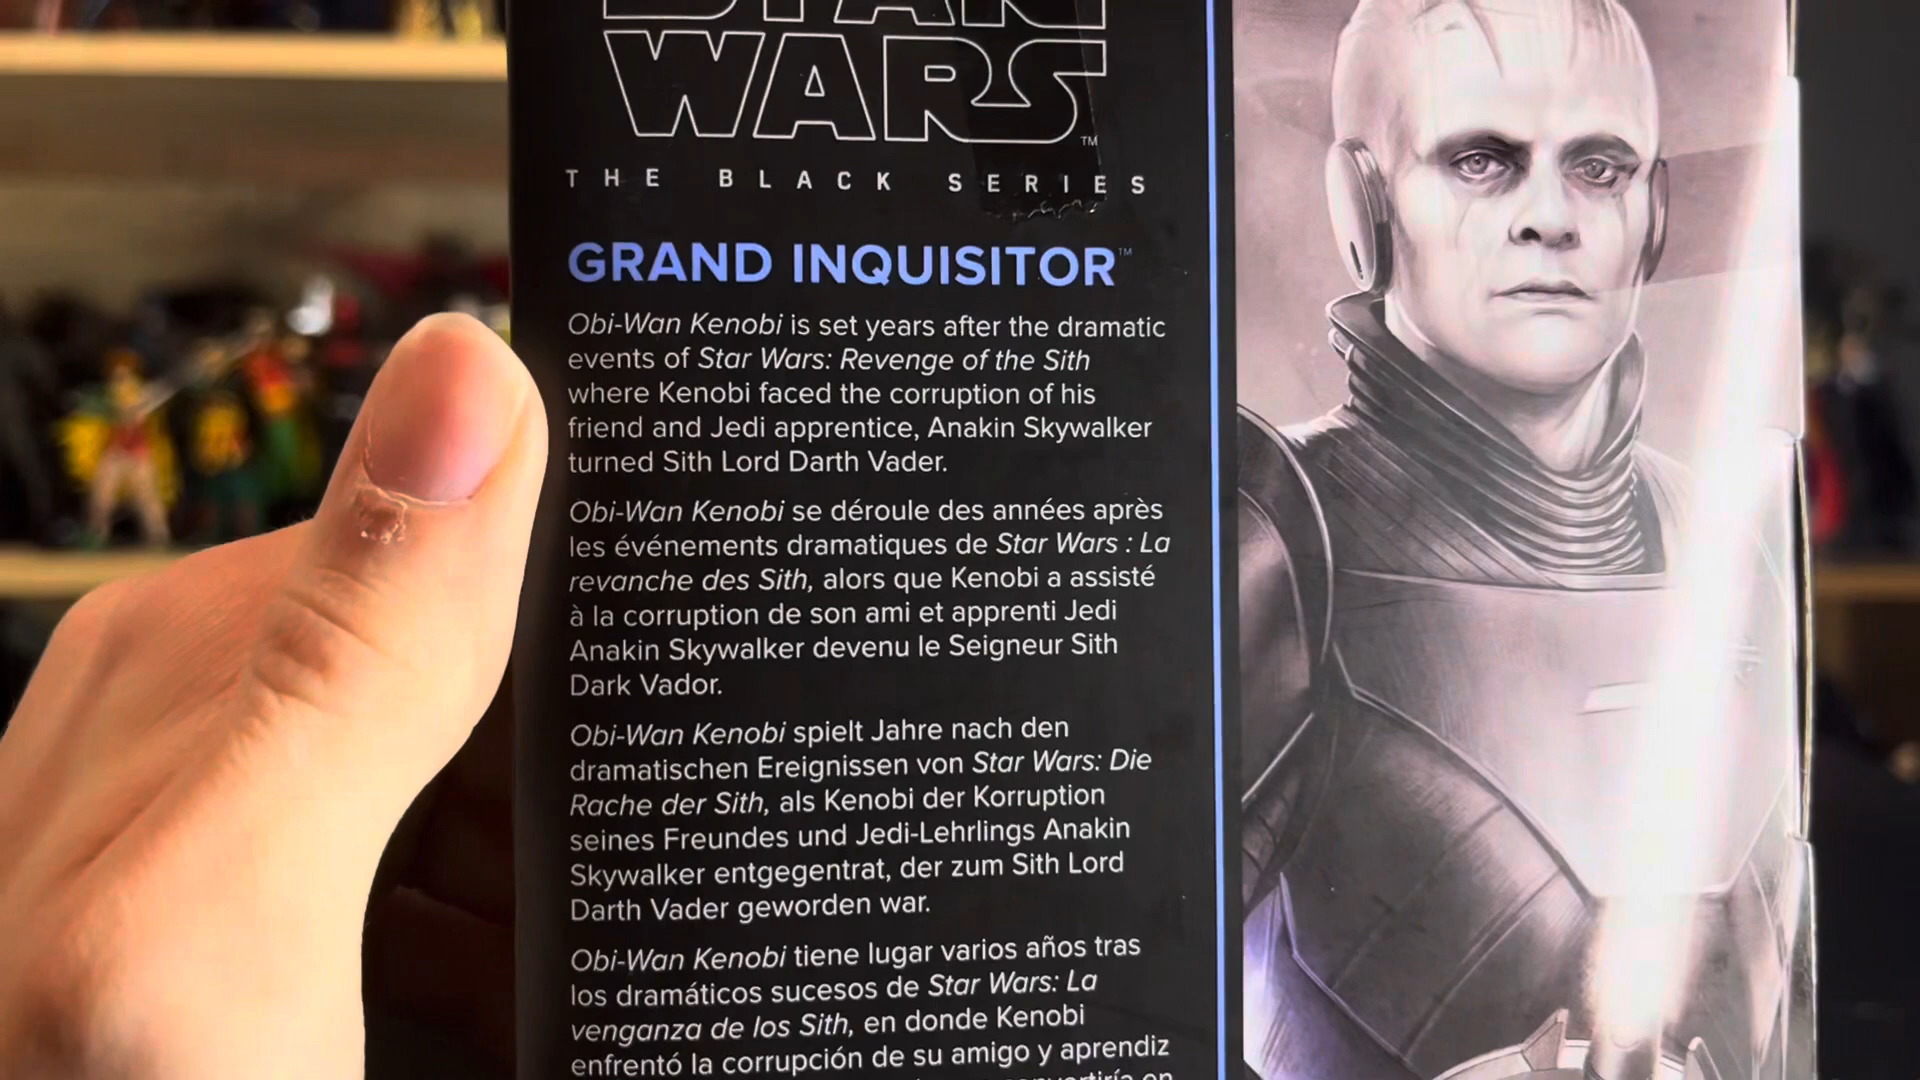 STAR
WARS™
THE BLACK SERIES
GRAND INQUISITOR™
Obi-Wan Kenobi is set years after the dramatic
events of Star Wars: Revenge of the Sith
where Kenobi faced the corruption of his
friend and Jedi apprentice, Anakin Skywalker
turned Sith Lord Darth Vader.
Obi-Wan Kenobi se déroule des années après
les événements dramatiques de Star Wars : La
revanche des Sith, alors que Kenobi a assisté
à la corruption de son ami et apprenti Jedi
Anakin Skywalker devenu le Seigneur Sith
Dark Vador.
Obi-Wan Kenobi spielt Jahre nach den
dramatischen Ereignissen von Star Wars: Die
Rache der Sith, als Kenobi der Korruption
seines Freundes und Jedi-Lehrlings Anakin
Skywalker entgegentrat, der zum Sith Lord
Darth Vader geworden war.
Obi-Wan Kenobi tiene lugar varios años tras
los dramáticos sucesos de Star Wars: La
venganza de los Sith, en donde Kenobi
enfrentó la corrupción de su amigo y aprendiz